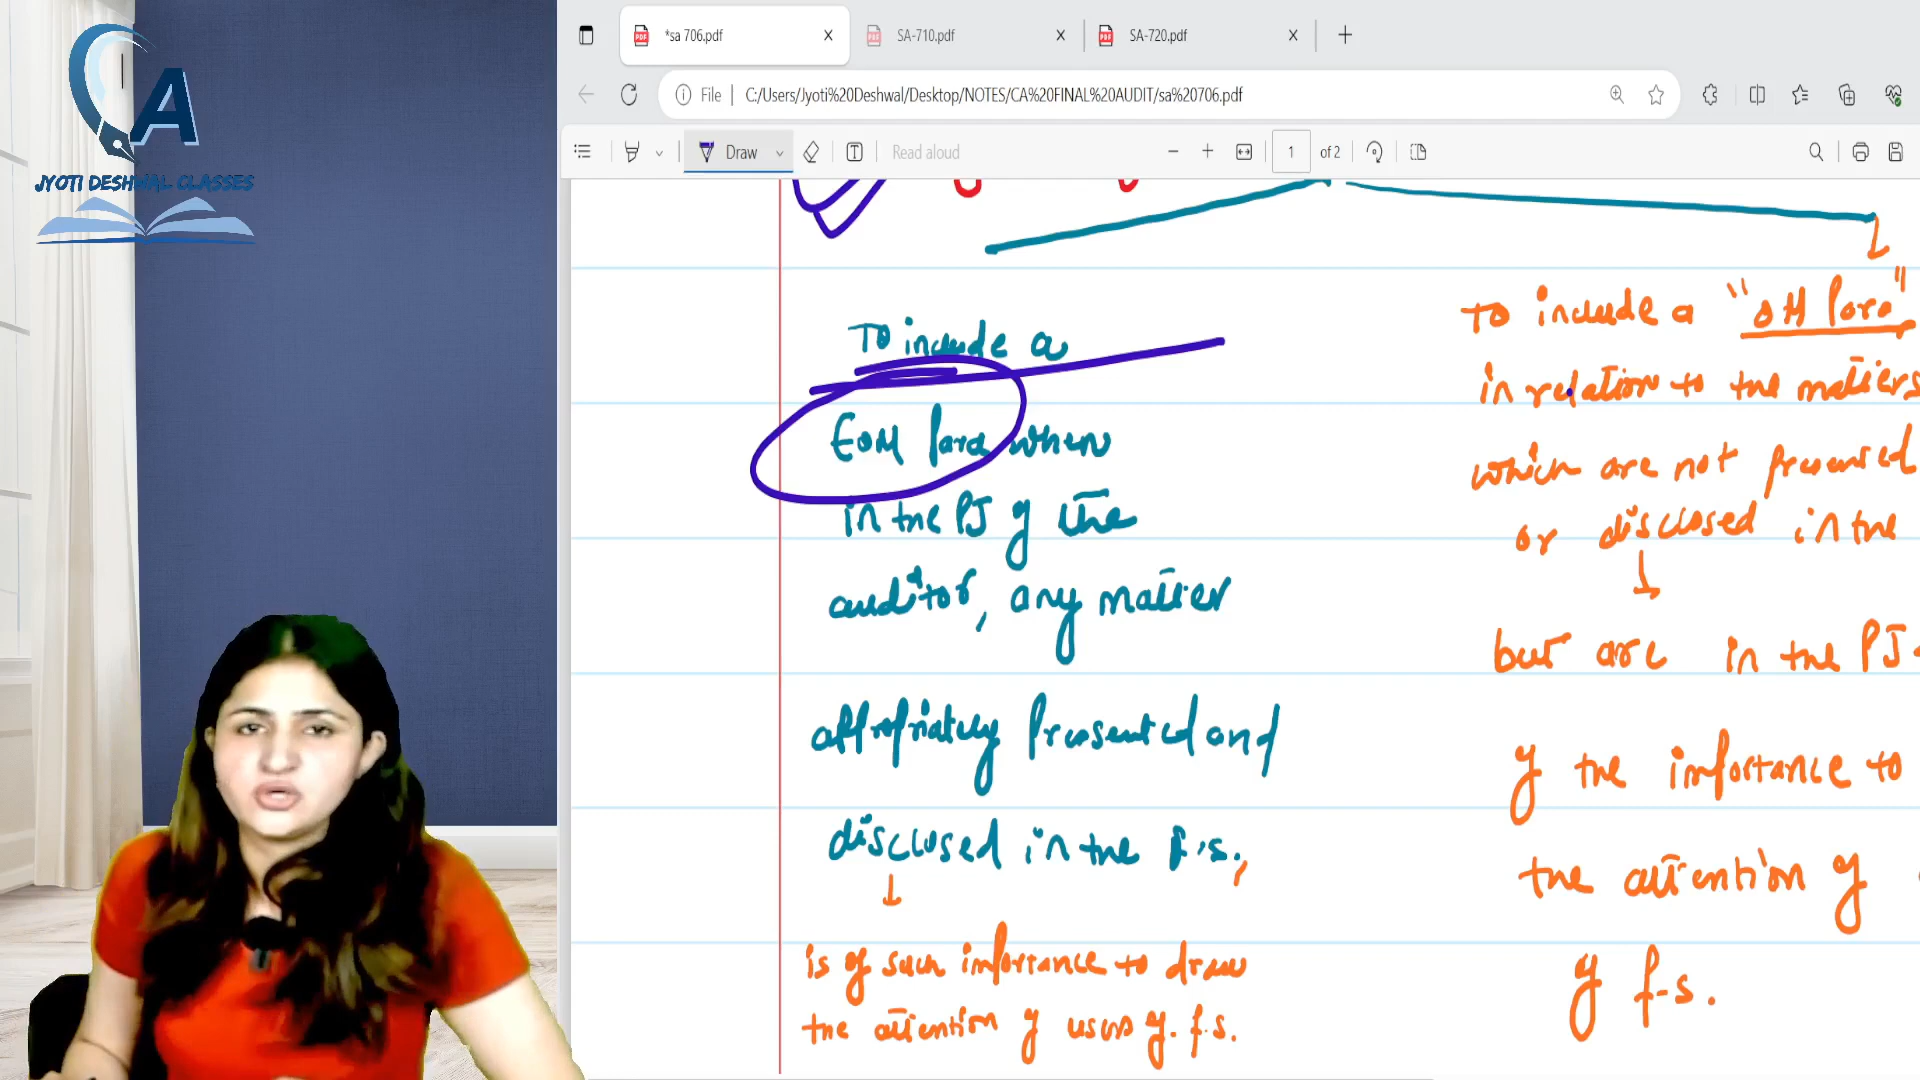 CA
JYOTI DESHWAL CLASSES
*sa 706.pdf
SA-710.pdf
SA-720.pdf
File
C:/Users/Jyoti%20Deshwal/Desktop/NOTES/CA%20FINAL%20AUDIT/sa%20706.pdf
Draw
Read aloud
1 of 2
To include a
EOM Para when
in the PJ of the
auditor, any matter
appropriately Presented and
disclosed in the f.s.,
is of such importance to draw
the attention of users of f.s.
To include a "OM Para"
in relation to the matters
which are not presented
or disclosed in the
but are in the PJ
of the importance to
the attention of
of f.s.